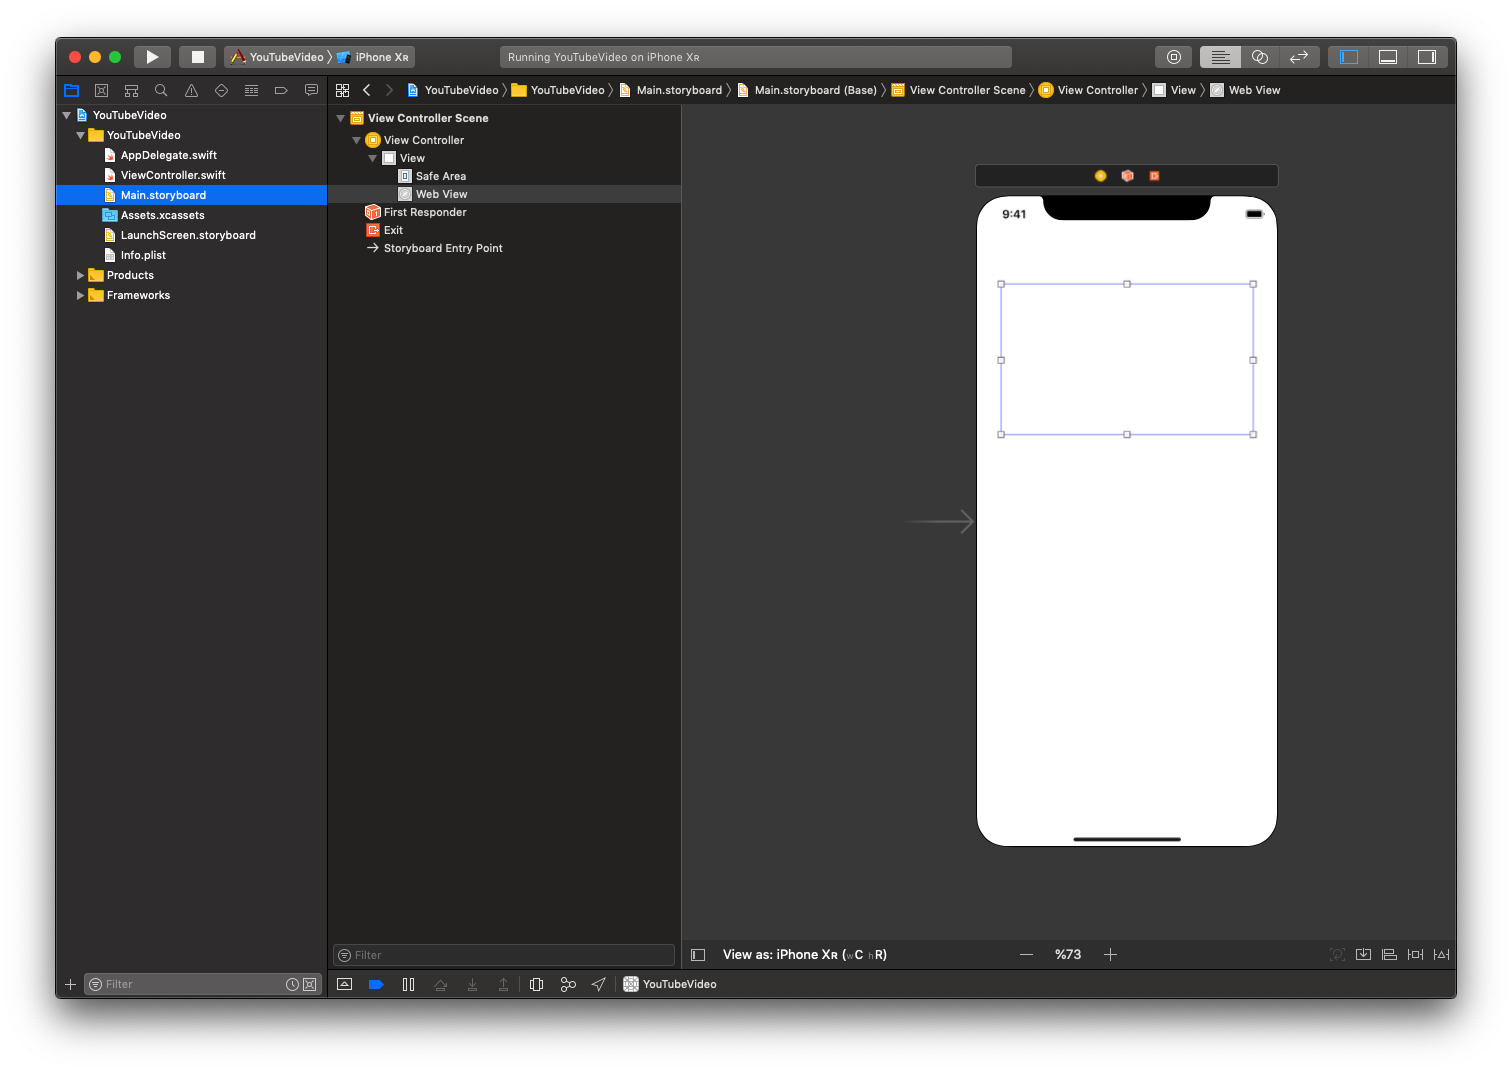 YouTubeVideo 〉 iPhone Xʀ
Running YouTubeVideo on iPhone Xʀ
YouTubeVideo 〉 YouTubeVideo 〉 Main.storyboard 〉 Main.storyboard (Base) 〉 View Controller Scene 〉 View Controller 〉 View 〉 Web View
YouTubeVideo
YouTubeVideo
AppDelegate.swift
ViewController.swift
Main.storyboard
Assets.xcassets
LaunchScreen.storyboard
Info.plist
Products
Frameworks
View Controller Scene
View Controller
View
Safe Area
Web View
First Responder
Exit
Storyboard Entry Point
9:41
Filter
View as: iPhone Xʀ (wC hR)
%73
Filter
YouTubeVideo